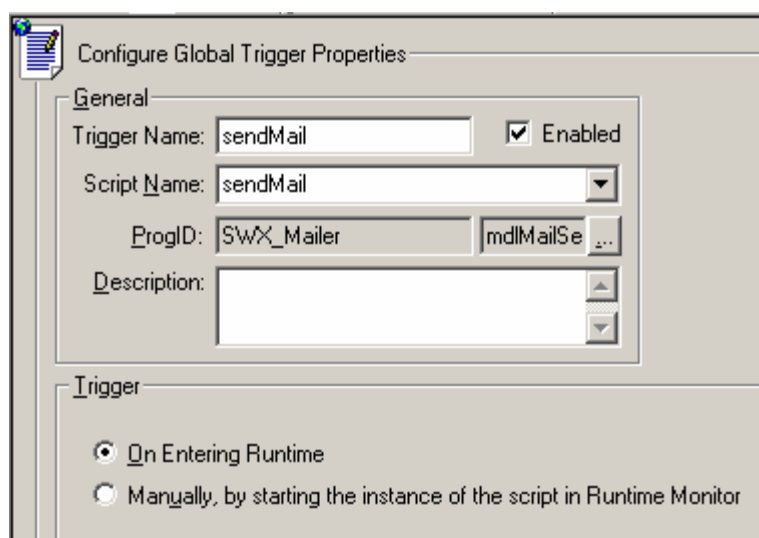 Configure Global Trigger Properties
General
Trigger Name: sendMail Enabled
Script Name: sendMail
ProgID: SWX_Mailer mdlMailSe ...
Description:
Trigger
On Entering Runtime
Manually, by starting the instance of the script in Runtime Monitor